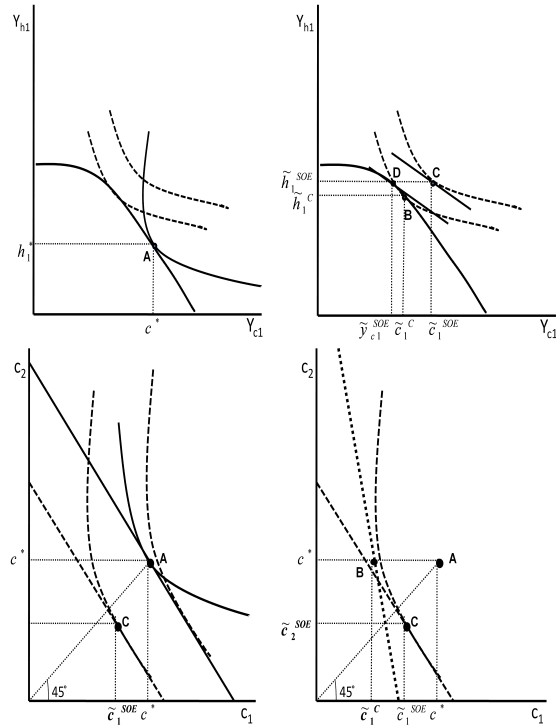 Y_h1
A
h_1^*
c^*
Y_c1
Y_h1
D
C
h̃_1^SOE
h̃_1^C
B
ỹ_c1^SOE c̃_1^C c̃_1^SOE
Y_c1
C_2
c^*
A
C
45°
c̃_1^SOE c^*
C_1
C_2
c^*
B
A
c̃_2^SOE
C
45°
c̃_1^C c̃_1^SOE c^*
C_1